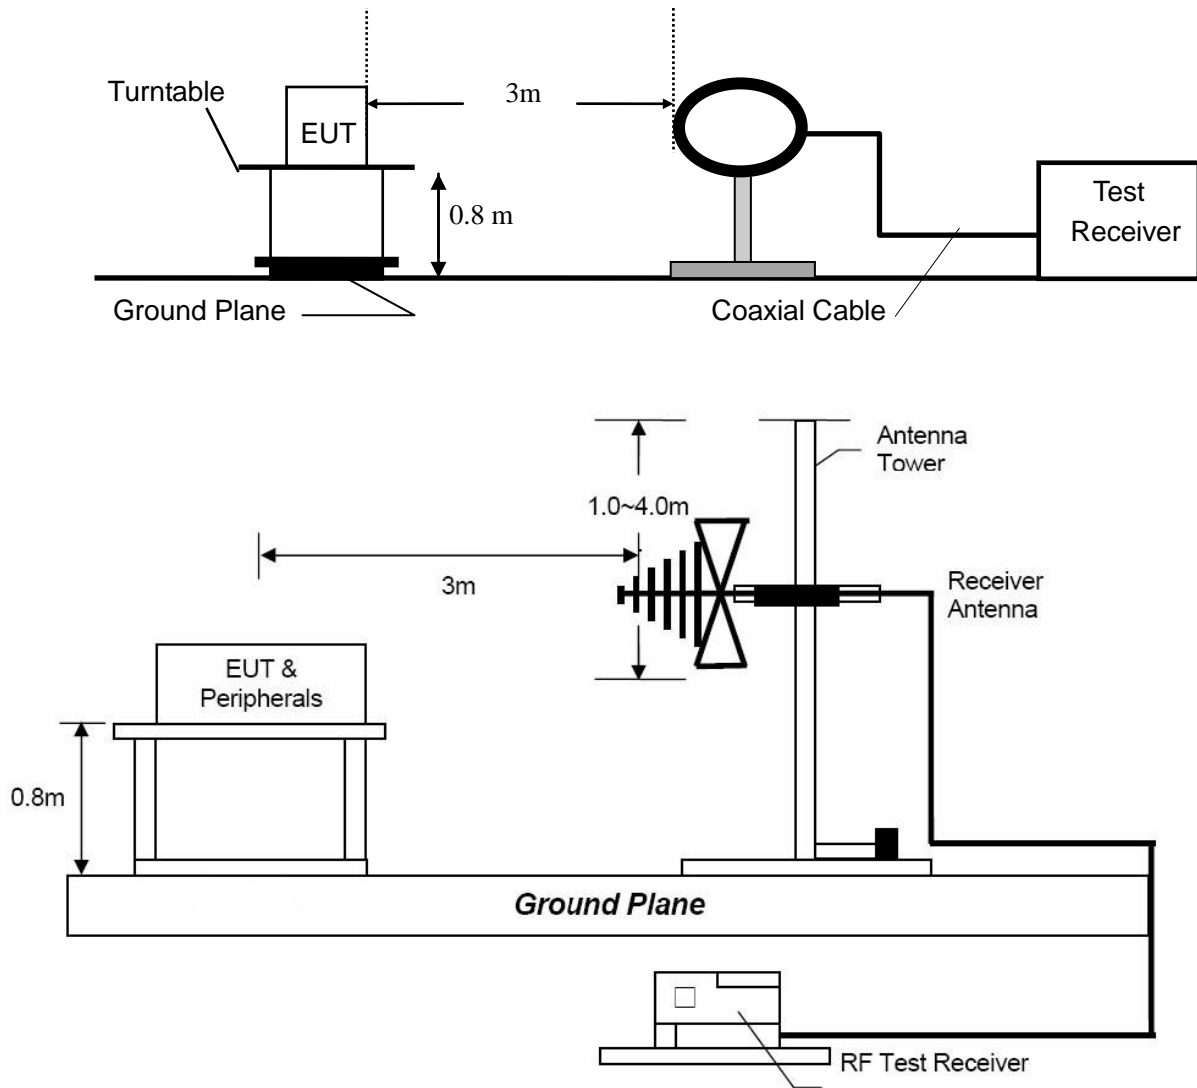 Turntable
EUT
3m
0.8 m
Test
Receiver
Ground Plane
Coaxial Cable
Antenna
Tower
1.0~4.0m
3m
Receiver
Antenna
EUT &
Peripherals
0.8m
Ground Plane
RF Test Receiver